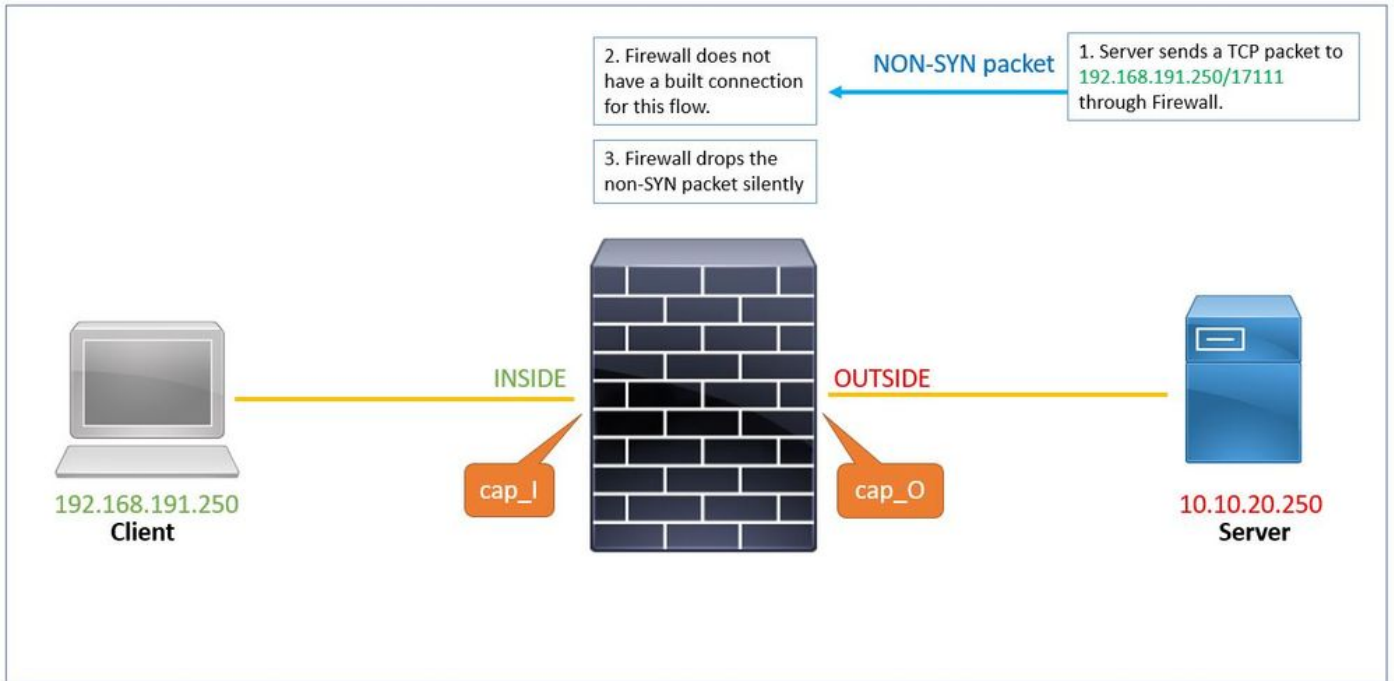 2. Firewall does not
have a built connection
for this flow.
NON-SYN packet
1. Server sends a TCP packet to
192.168.191.250/17111
through Firewall.
3. Firewall drops the
non-SYN packet silently
INSIDE
OUTSIDE
cap_I
cap_O
192.168.191.250
Client
10.10.20.250
Server